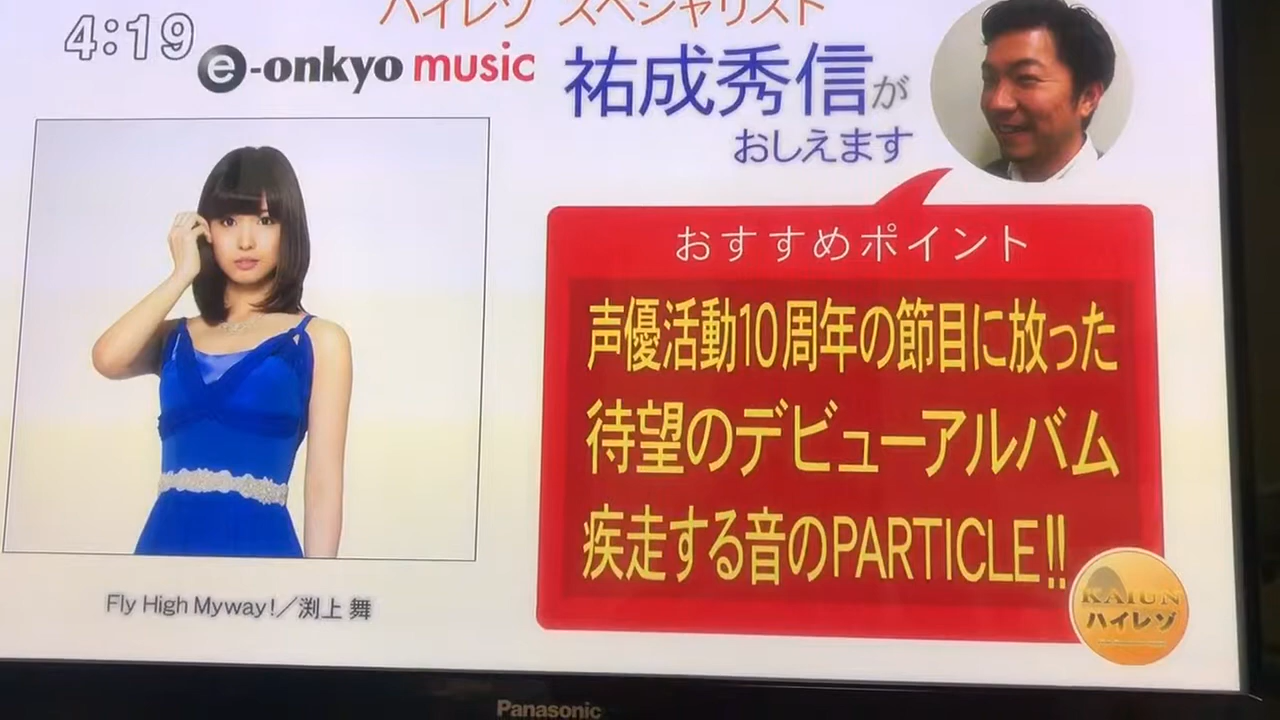 4:19
ハイレゾ スペシャリスト
e-onkyo music
祐成秀信が
おしえます
おすすめポイント
声優活動10周年の節目に放った
待望のデビューアルバム
疾走する音のPARTICLE!!
Fly High Myway!／渕上 舞
KAIUN
ハイレゾ
Panasonic